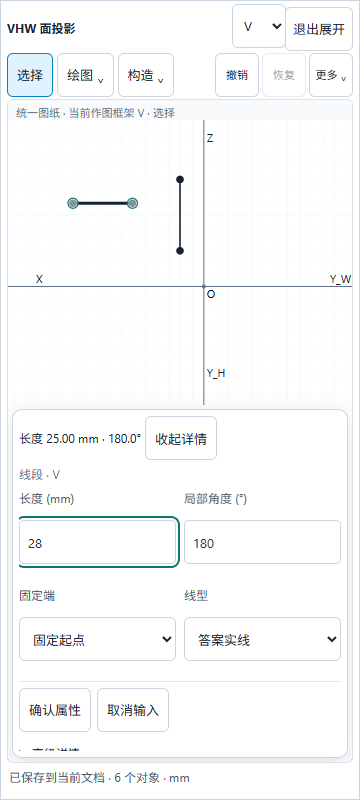 VHW 面投影
V
退出展开
选择
绘图
构造
撤销
恢复
更多
统一图纸 · 当前作图框架 V · 选择
Z
X
Y_W
O
Y_H
长度 25.00 mm · 180.0°
收起详情
线段 · V
长度 (mm)
局部角度 (°)
28
180
固定端
线型
固定起点
答案实线
确认属性
取消输入
已保存到当前文档 · 6 个对象 · mm